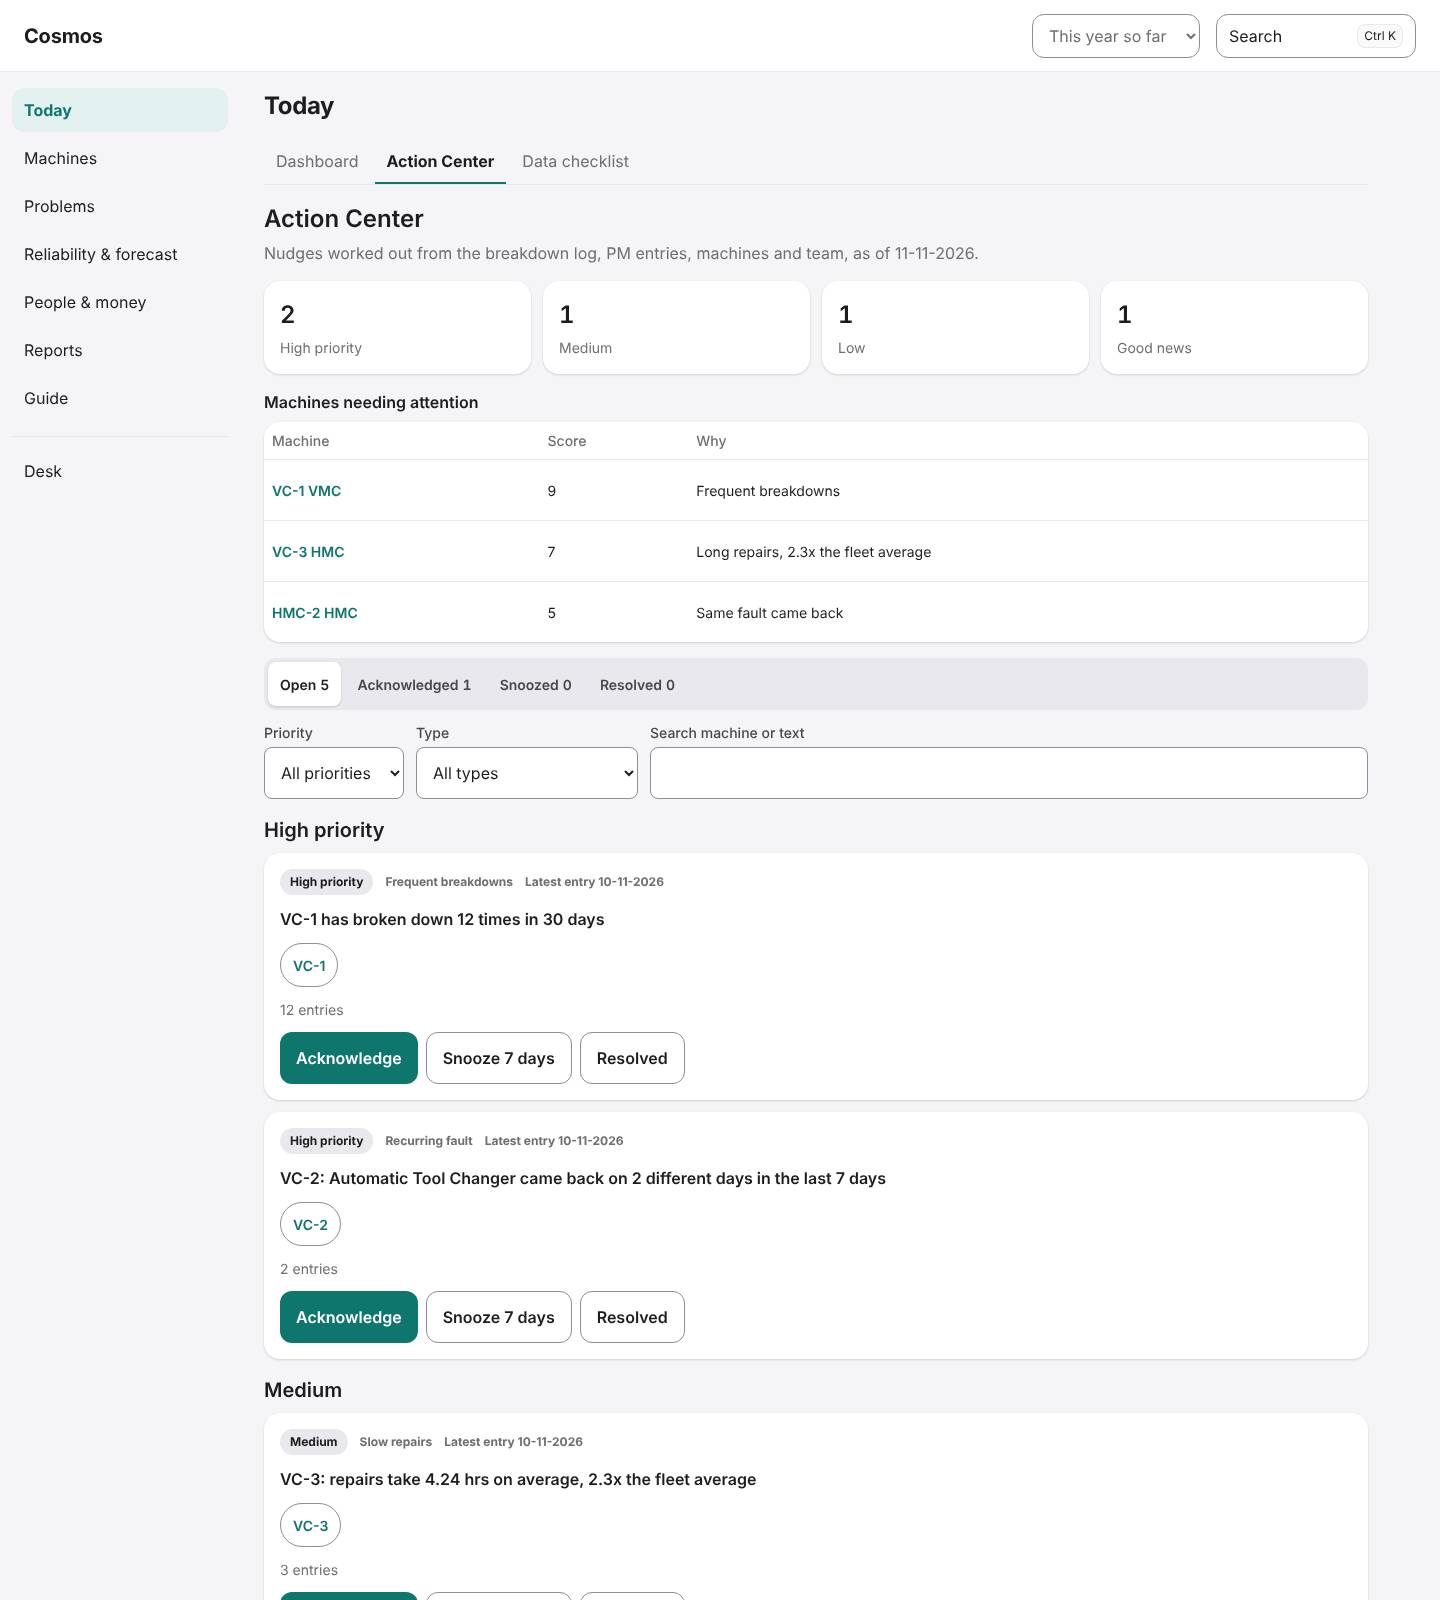 Cosmos
This year so far
Search Ctrl K
Today
Machines
Problems
Reliability & forecast
People & money
Reports
Guide
Desk
Today
Dashboard Action Center Data checklist
Action Center
Nudges worked out from the breakdown log, PM entries, machines and team, as of 11-11-2026.
2
High priority
1
Medium
1
Low
1
Good news
Machines needing attention
Machine Score Why
VC-1 VMC 9 Frequent breakdowns
VC-3 HMC 7 Long repairs, 2.3x the fleet average
HMC-2 HMC 5 Same fault came back
Open 5 Acknowledged 1 Snoozed 0 Resolved 0
Priority Type Search machine or text
All priorities All types
High priority
High priority Frequent breakdowns Latest entry 10-11-2026
VC-1 has broken down 12 times in 30 days
VC-1
12 entries
Acknowledge Snooze 7 days Resolved
High priority Recurring fault Latest entry 10-11-2026
VC-2: Automatic Tool Changer came back on 2 different days in the last 7 days
VC-2
2 entries
Acknowledge Snooze 7 days Resolved
Medium
Medium Slow repairs Latest entry 10-11-2026
VC-3: repairs take 4.24 hrs on average, 2.3x the fleet average
VC-3
3 entries